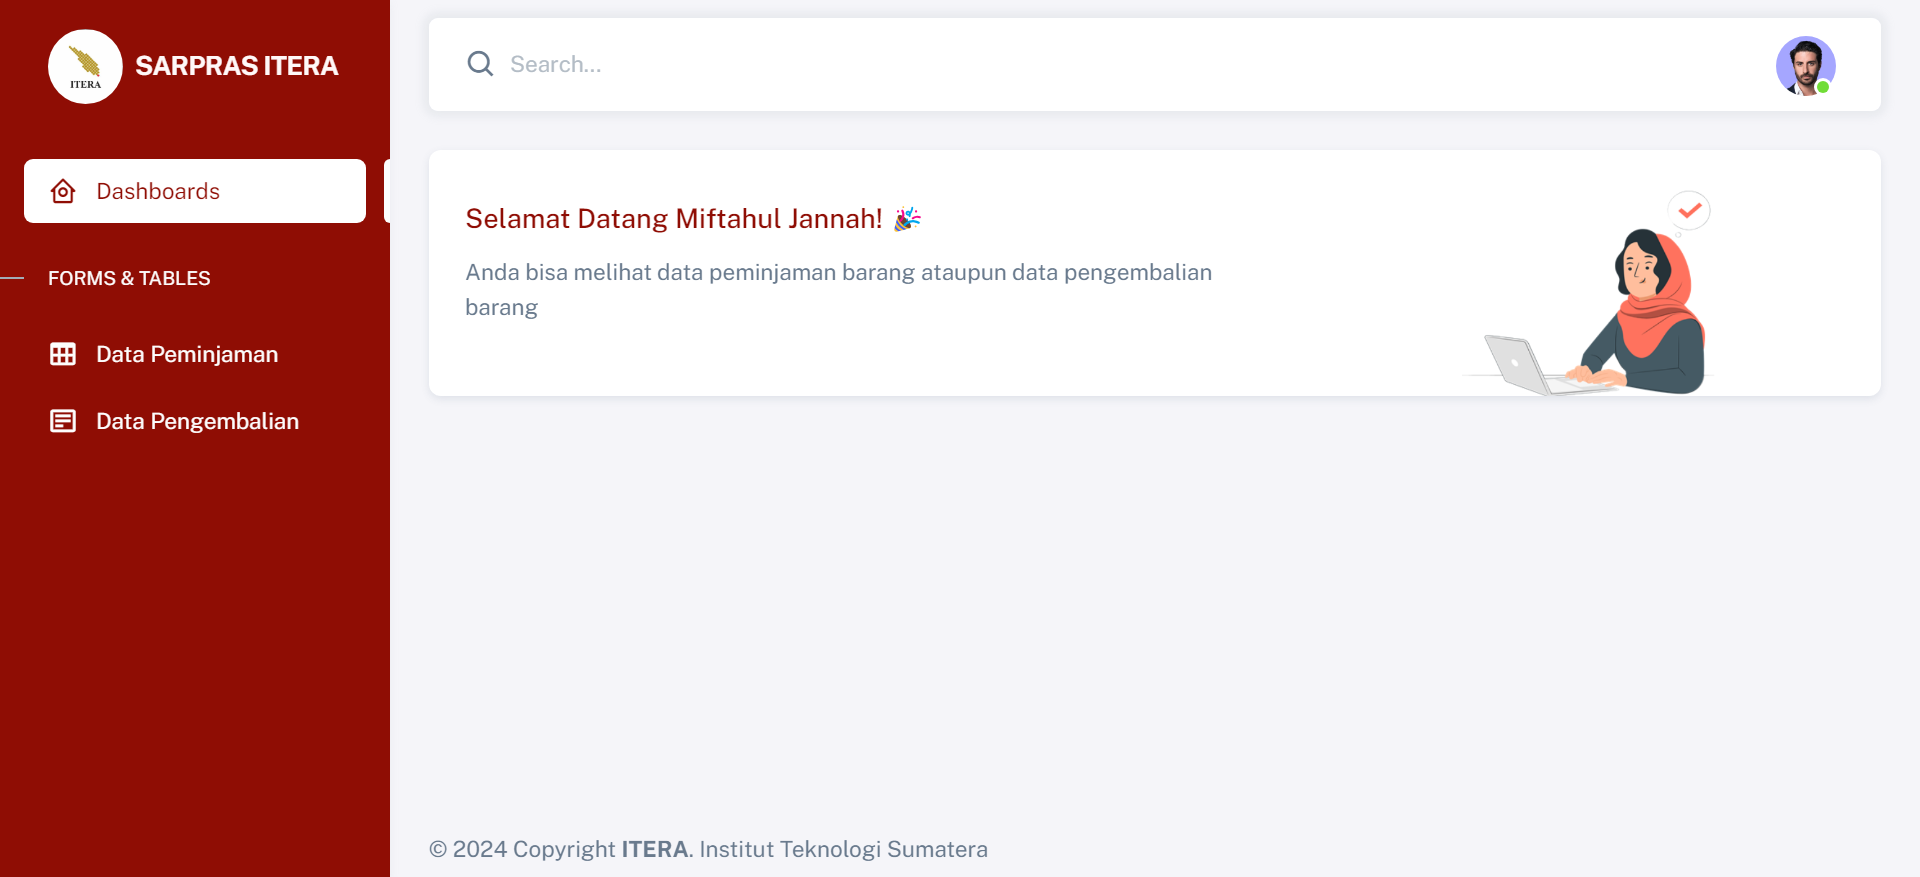 ITERA
SARPRAS ITERA
Dashboards
FORMS & TABLES
Data Peminjaman
Data Pengembalian
Search...
Selamat Datang Miftahul Jannah! 🎉
Anda bisa melihat data peminjaman barang ataupun data pengembalian
barang
© 2024 Copyright ITERA. Institut Teknologi Sumatera